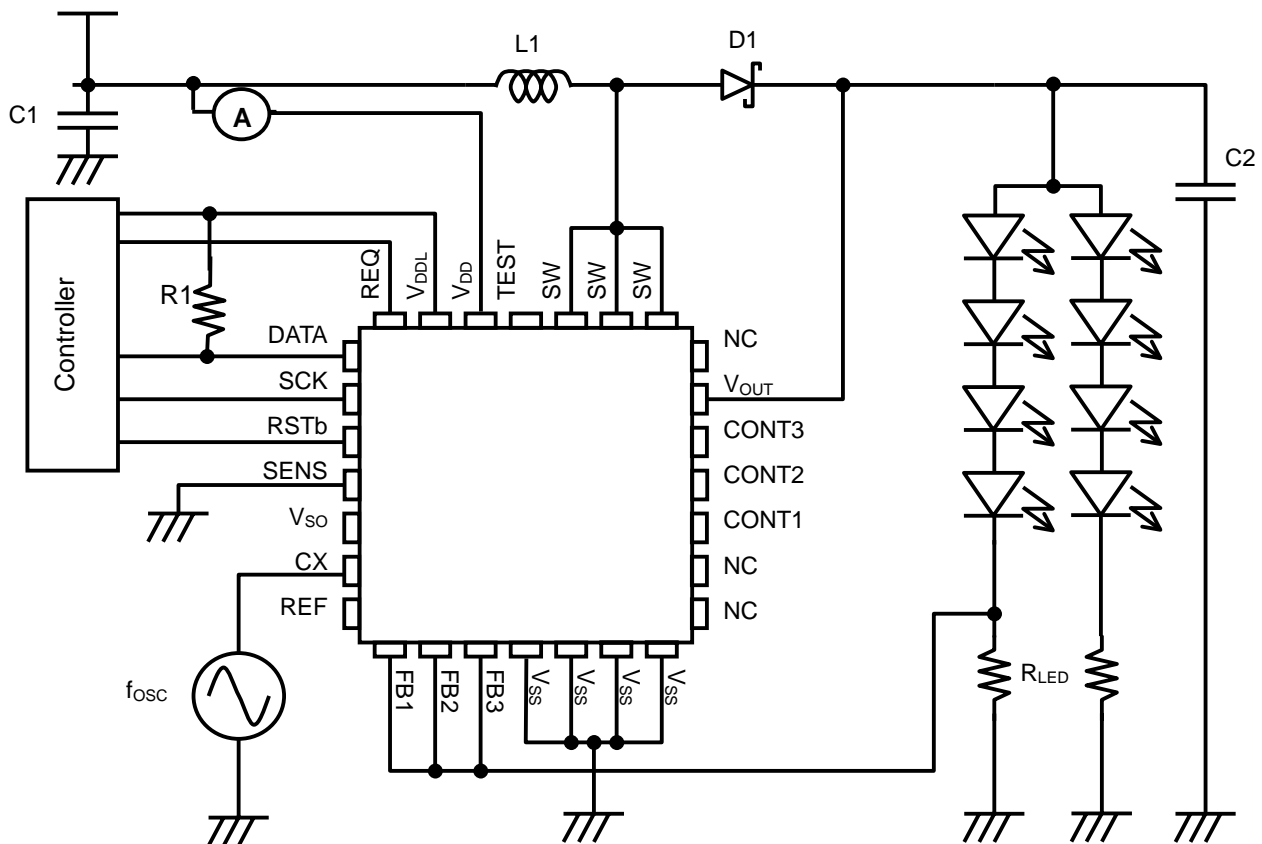 L1
D1
C1
A
C2
Controller
R1
REQ
VDDL
VDD
TEST
SW
SW
SW
DATA
SCK
RSTb
SENS
VSO
CX
REF
NC
VOUT
CONT3
CONT2
CONT1
NC
NC
FB1
FB2
FB3
VSS
VSS
VSS
VSS
fOSC
RLED